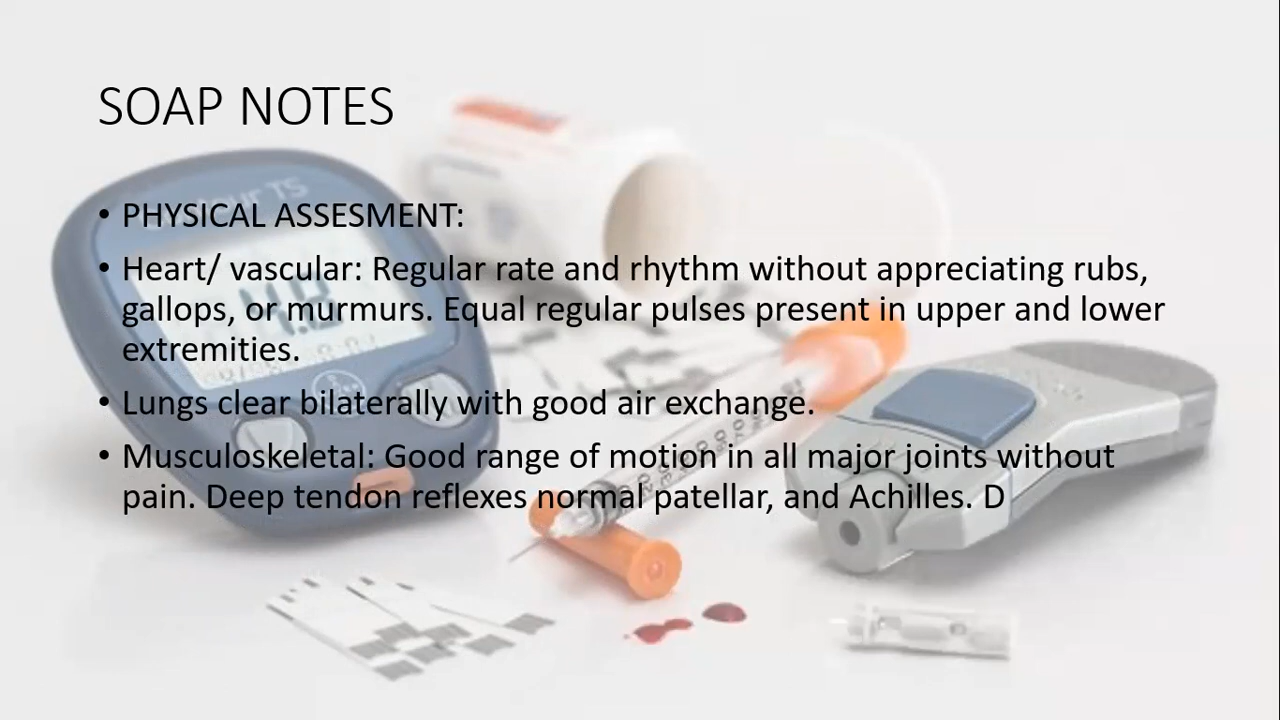 SOAP NOTES
• PHYSICAL ASSESMENT:
• Heart/ vascular: Regular rate and rhythm without appreciating rubs,
gallops, or murmurs. Equal regular pulses present in upper and lower
extremities.
• Lungs clear bilaterally with good air exchange.
• Musculoskeletal: Good range of motion in all major joints without
pain. Deep tendon reflexes normal patellar, and Achilles. D